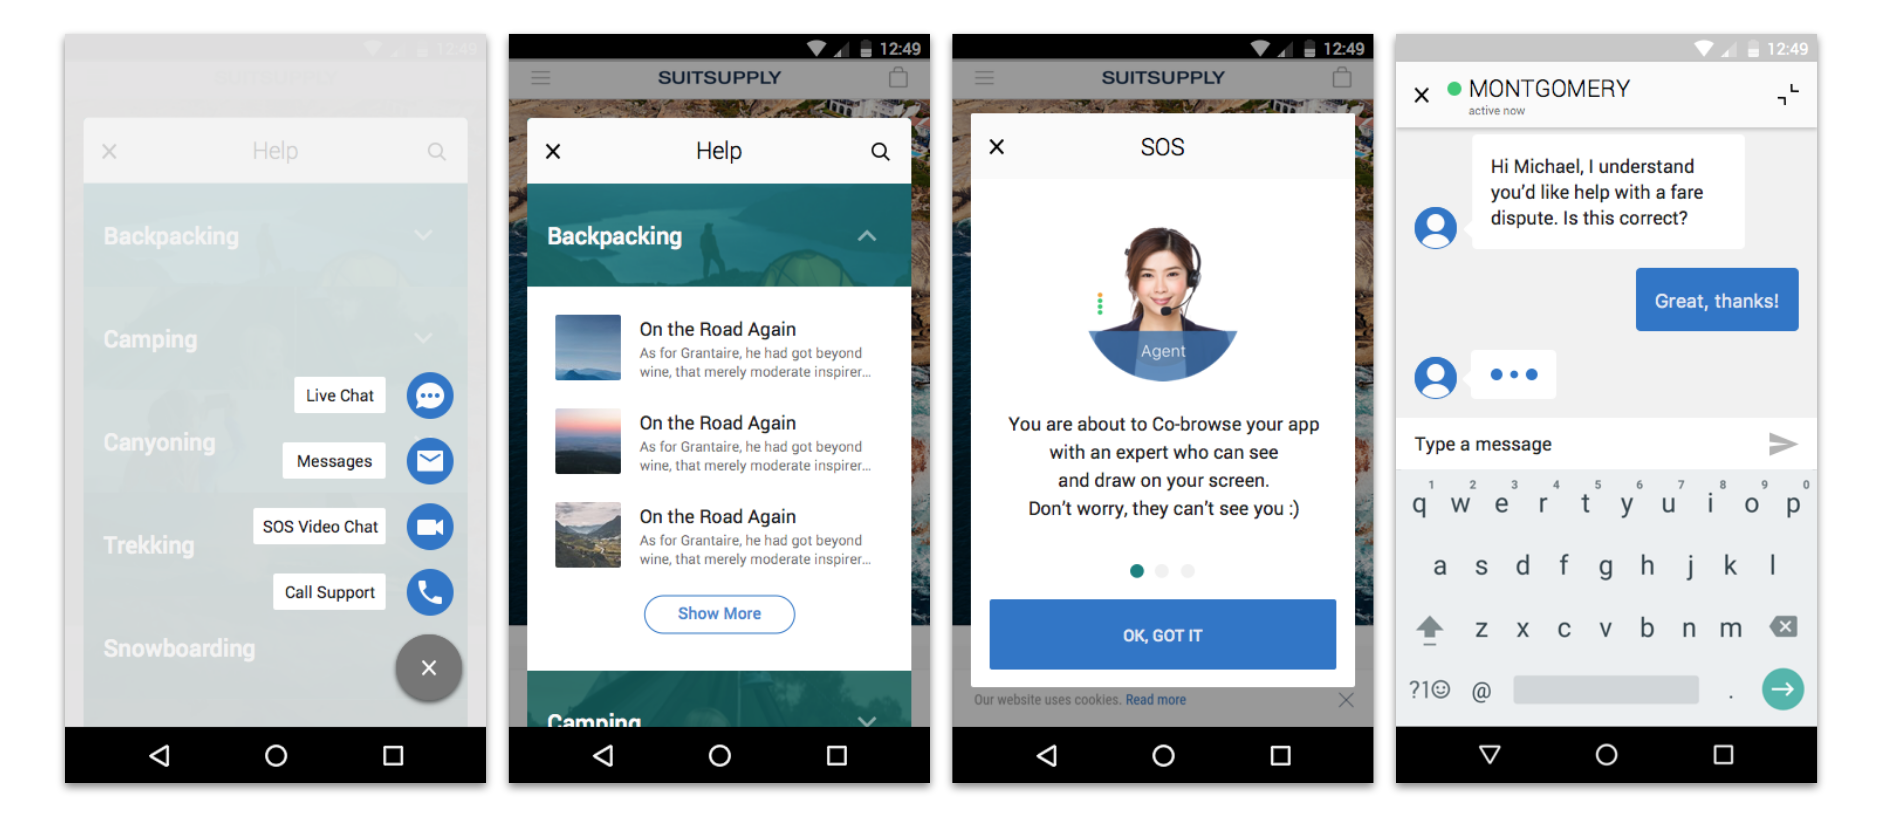 12:49
SUITSUPPLY
Help
Backpacking
Camping
Live Chat
Canyoning
Messages
SOS Video Chat
Trekking
Call Support
Snowboarding
12:49
SUITSUPPLY
Help
Backpacking
On the Road Again
As for Grantaire, he had got beyond
wine, that merely moderate inspirer...
On the Road Again
As for Grantaire, he had got beyond
wine, that merely moderate inspirer...
On the Road Again
As for Grantaire, he had got beyond
wine, that merely moderate inspirer...
Show More
Camping
12:49
SUITSUPPLY
SOS
Agent
You are about to Co-browse your app
with an expert who can see
and draw on your screen.
Don't worry, they can't see you :)
OK, GOT IT
Our website uses cookies. Read more
12:49
MONTGOMERY
active now
Hi Michael, I understand
you'd like help with a fare
dispute. Is this correct?
Great, thanks!
Type a message
1 2 3 4 5 6 7 8 9 0
q w e r t y u i o p
a s d f g h j k l
z x c v b n m
?1☺ @ .